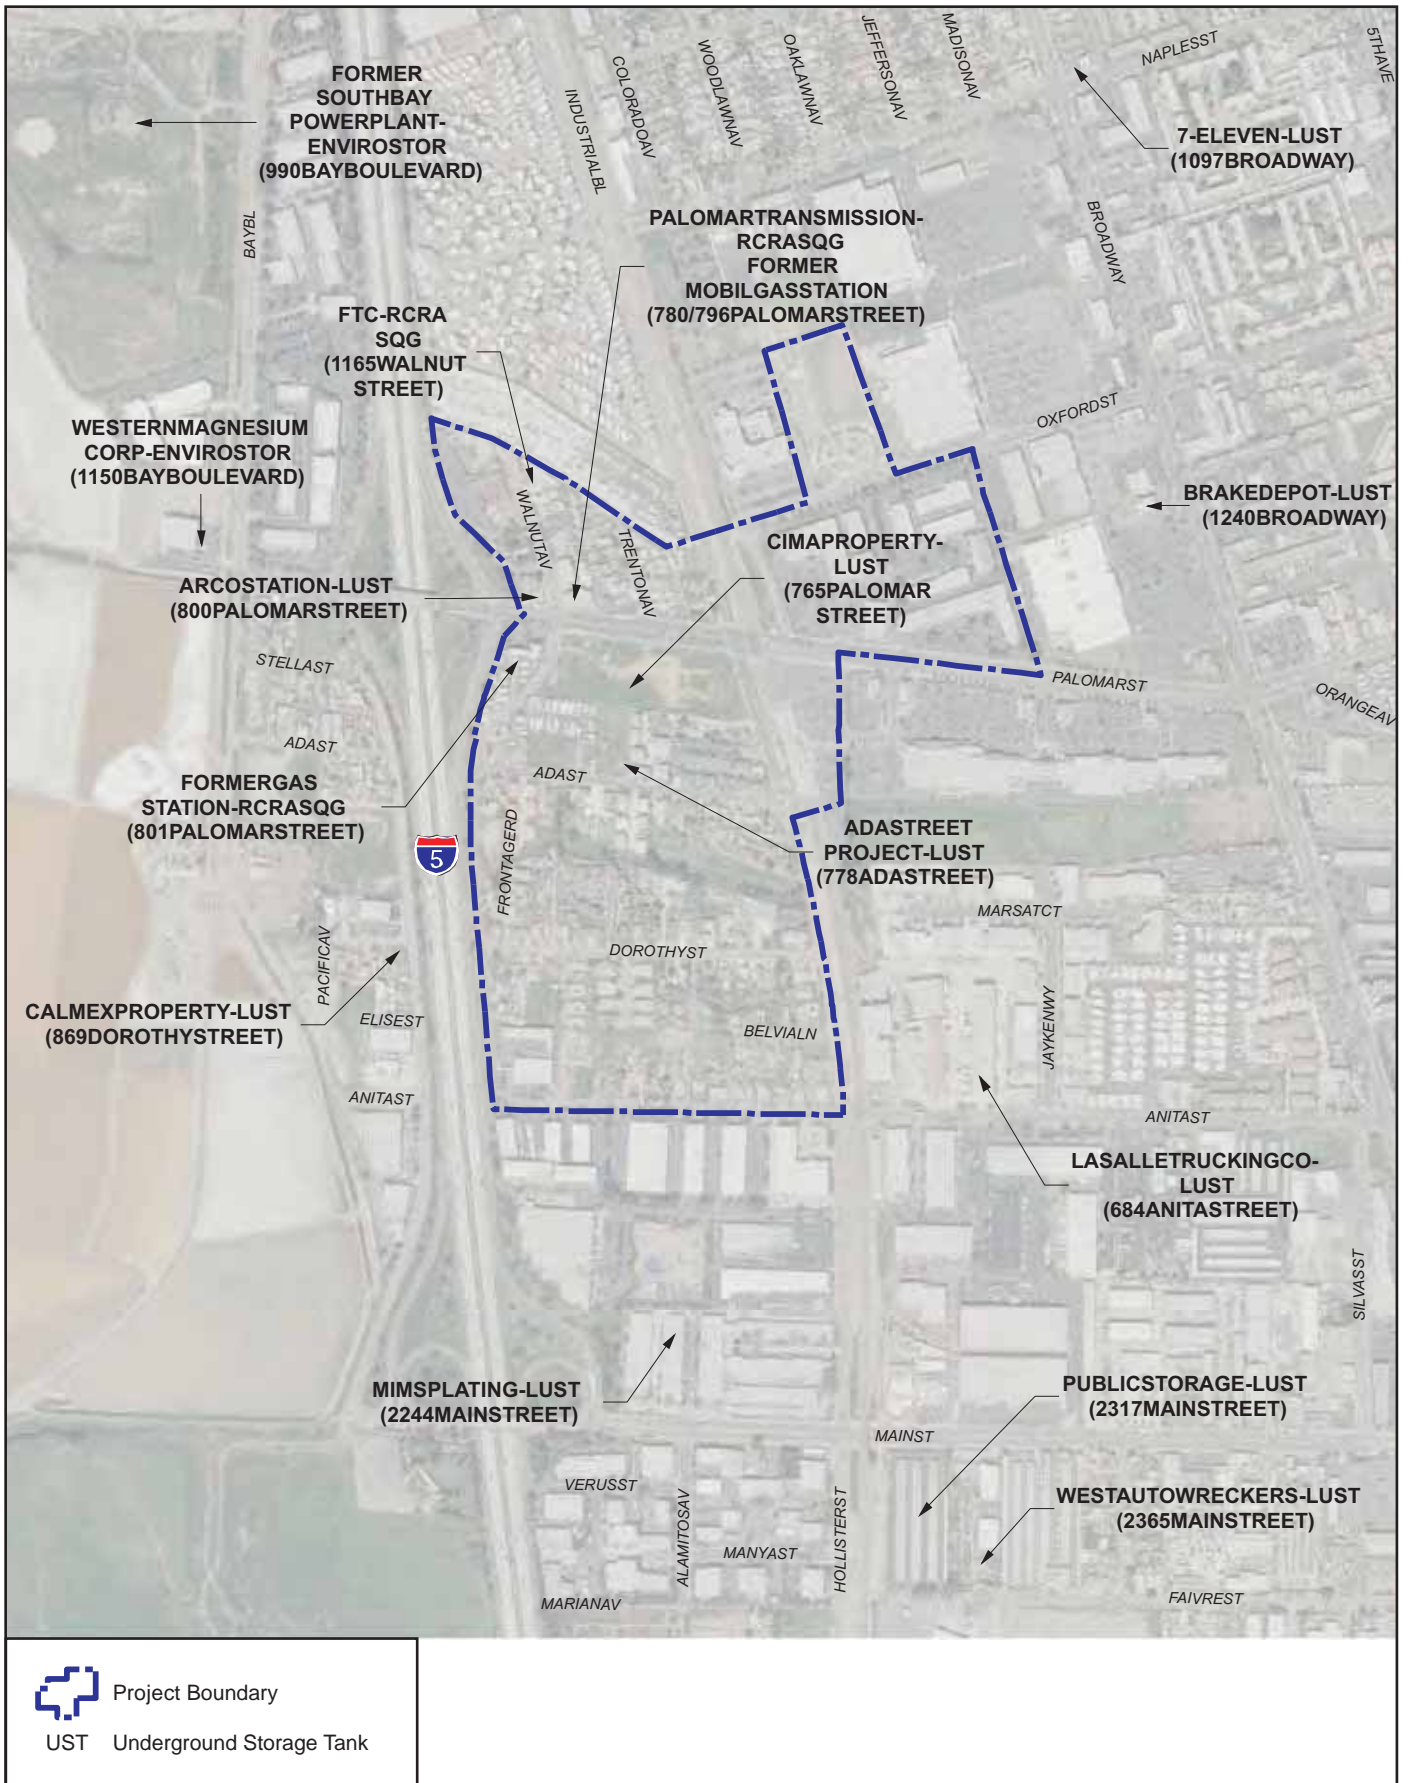 FORMER
SOUTHBAY
POWERPLANT-
ENVIROSTOR
(990BAYBOULEVARD)
INDUSTRIALBL
COLORADOAV
WOODLAWNAV
OAKLAWNAV
JEFFERSONAV
MADISONAV
NAPLESST
5THAVE
7-ELEVEN-LUST
(1097BROADWAY)
BAYBL
BROADWAY
PALOMARTRANSMISSION-
RCRASQG
FORMER
MOBILGASSTATION
(780/796PALOMARSTREET)
FTC-RCRA
SQG
(1165WALNUT
STREET)
OXFORDST
WESTERNMAGNESIUM
CORP-ENVIROSTOR
(1150BAYBOULEVARD)
WALNUTAV
TRENTONAV
BRAKEDEPOT-LUST
(1240BROADWAY)
CIMAPROPERTY-
LUST
(765PALOMAR
STREET)
ARCOSTATION-LUST
(800PALOMARSTREET)
STELLAST
PALOMARST
ORANGEAV
ADAST
ADAST
FORMERGAS
STATION-RCRASQG
(801PALOMARSTREET)
5
FRONTAGERD
ADASTREET
PROJECT-LUST
(778ADASTREET)
MARSATCT
PACIFICAV
DOROTHYST
CALMEXPROPERTY-LUST
(869DOROTHYSTREET)
ELISEST
BELVIALN
JAYKENWY
ANITAST
ANITAST
LASALLETRUCKINGCO-
LUST
(684ANITASTREET)
SILVASST
MIMSPLATING-LUST
(2244MAINSTREET)
PUBLICSTORAGE-LUST
(2317MAINSTREET)
MAINST
VERUSST
ALAMITOSAV
HOLLISTERST
WESTAUTOWRECKERS-LUST
(2365MAINSTREET)
MANYAST
MARIANAV
FAIVREST
Project Boundary
UST Underground Storage Tank